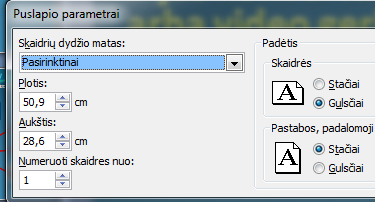 Puslapio parametrai
Skaidrių dydžio matas:
Pasirinktinai
Plotis:
50,9 cm
Aukštis:
28,6 cm
Numeruoti skaidres nuo:
1
Padėtis
Skaidrės
A
Stačiai
Gulsčiai
Pastabos, padalomoji
A
Stačiai
Gulsčiai